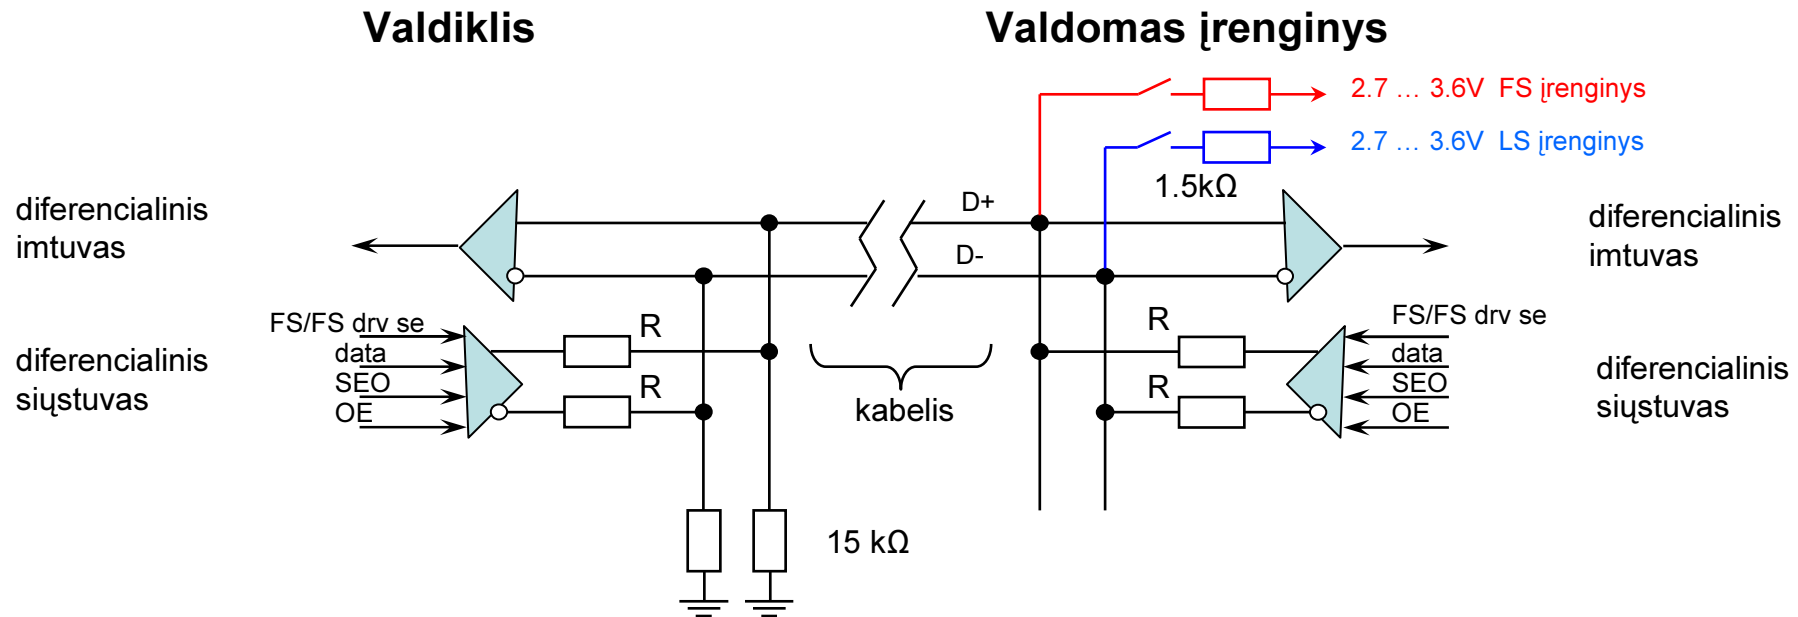 Valdiklis
Valdomas įrenginys
2.7 … 3.6V FS įrenginys
2.7 … 3.6V LS įrenginys
1.5kΩ
diferencialinis
imtuvas
D+
D-
diferencialinis
imtuvas
FS/FS drv se
data
SEO
OE
diferencialinis
siųstuvas
R
R
kabelis
R
R
FS/FS drv se
data
SEO
OE
diferencialinis
siųstuvas
15 kΩ